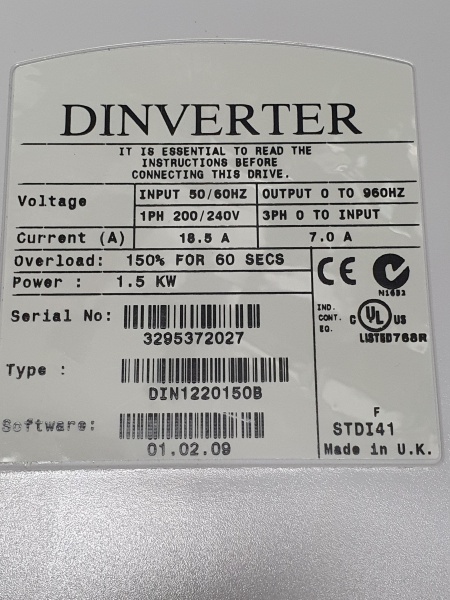 DINVERTER
IT IS ESSENTIAL TO READ THE
INSTRUCTIONS BEFORE
CONNECTING THIS DRIVE.
Voltage
INPUT 50/60HZ OUTPUT 0 TO 960HZ
1PH 200/240V 3PH 0 TO INPUT
Current (A) 18.5 A 7.0 A
Overload: 150% FOR 60 SECS
Power : 1.5 KW
CE
N1632
Serial No:
3295372027
IND.
CONT.
EQ.
C UL US
LISTED768R
Type :
DIN1220150B
Software:
01.02.09
F
STDI41
Made in U.K.